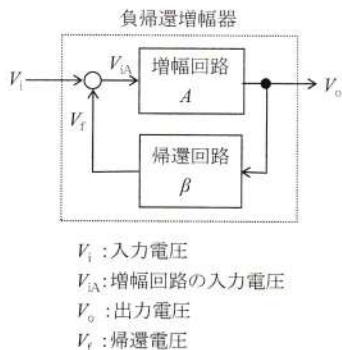 負帰還増幅器
V_i
V_iA
増幅回路
A
V_o
V_f
帰還回路
β
V_i :入力電圧
V_iA:増幅回路の入力電圧
V_o :出力電圧
V_f :帰還電圧